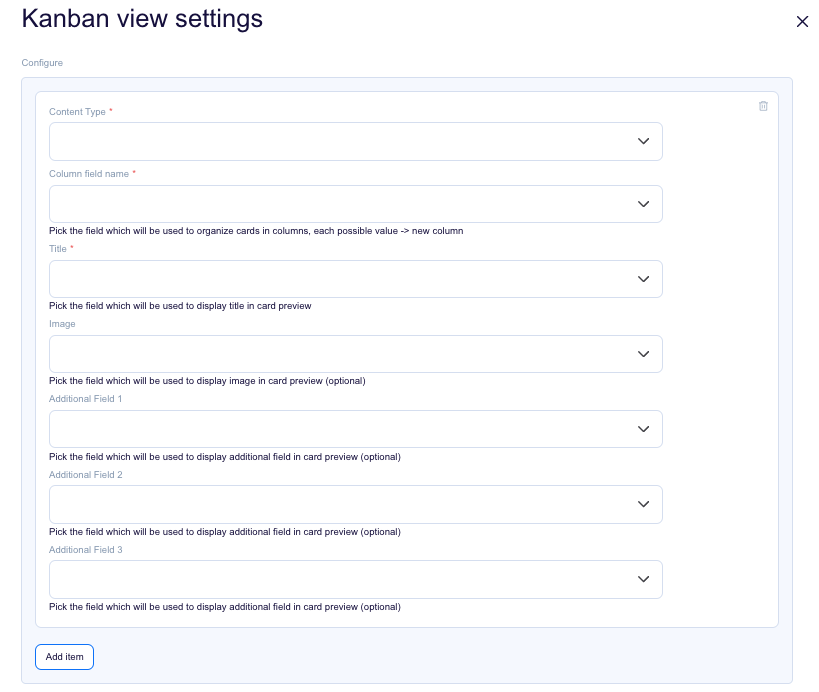 Kanban view settings
Configure
Content Type *
Column field name *
Pick the field which will be used to organize cards in columns, each possible value -> new column
Title *
Pick the field which will be used to display title in card preview
Image
Pick the field which will be used to display image in card preview (optional)
Additional Field 1
Pick the field which will be used to display additional field in card preview (optional)
Additional Field 2
Pick the field which will be used to display additional field in card preview (optional)
Additional Field 3
Pick the field which will be used to display additional field in card preview (optional)
Add item